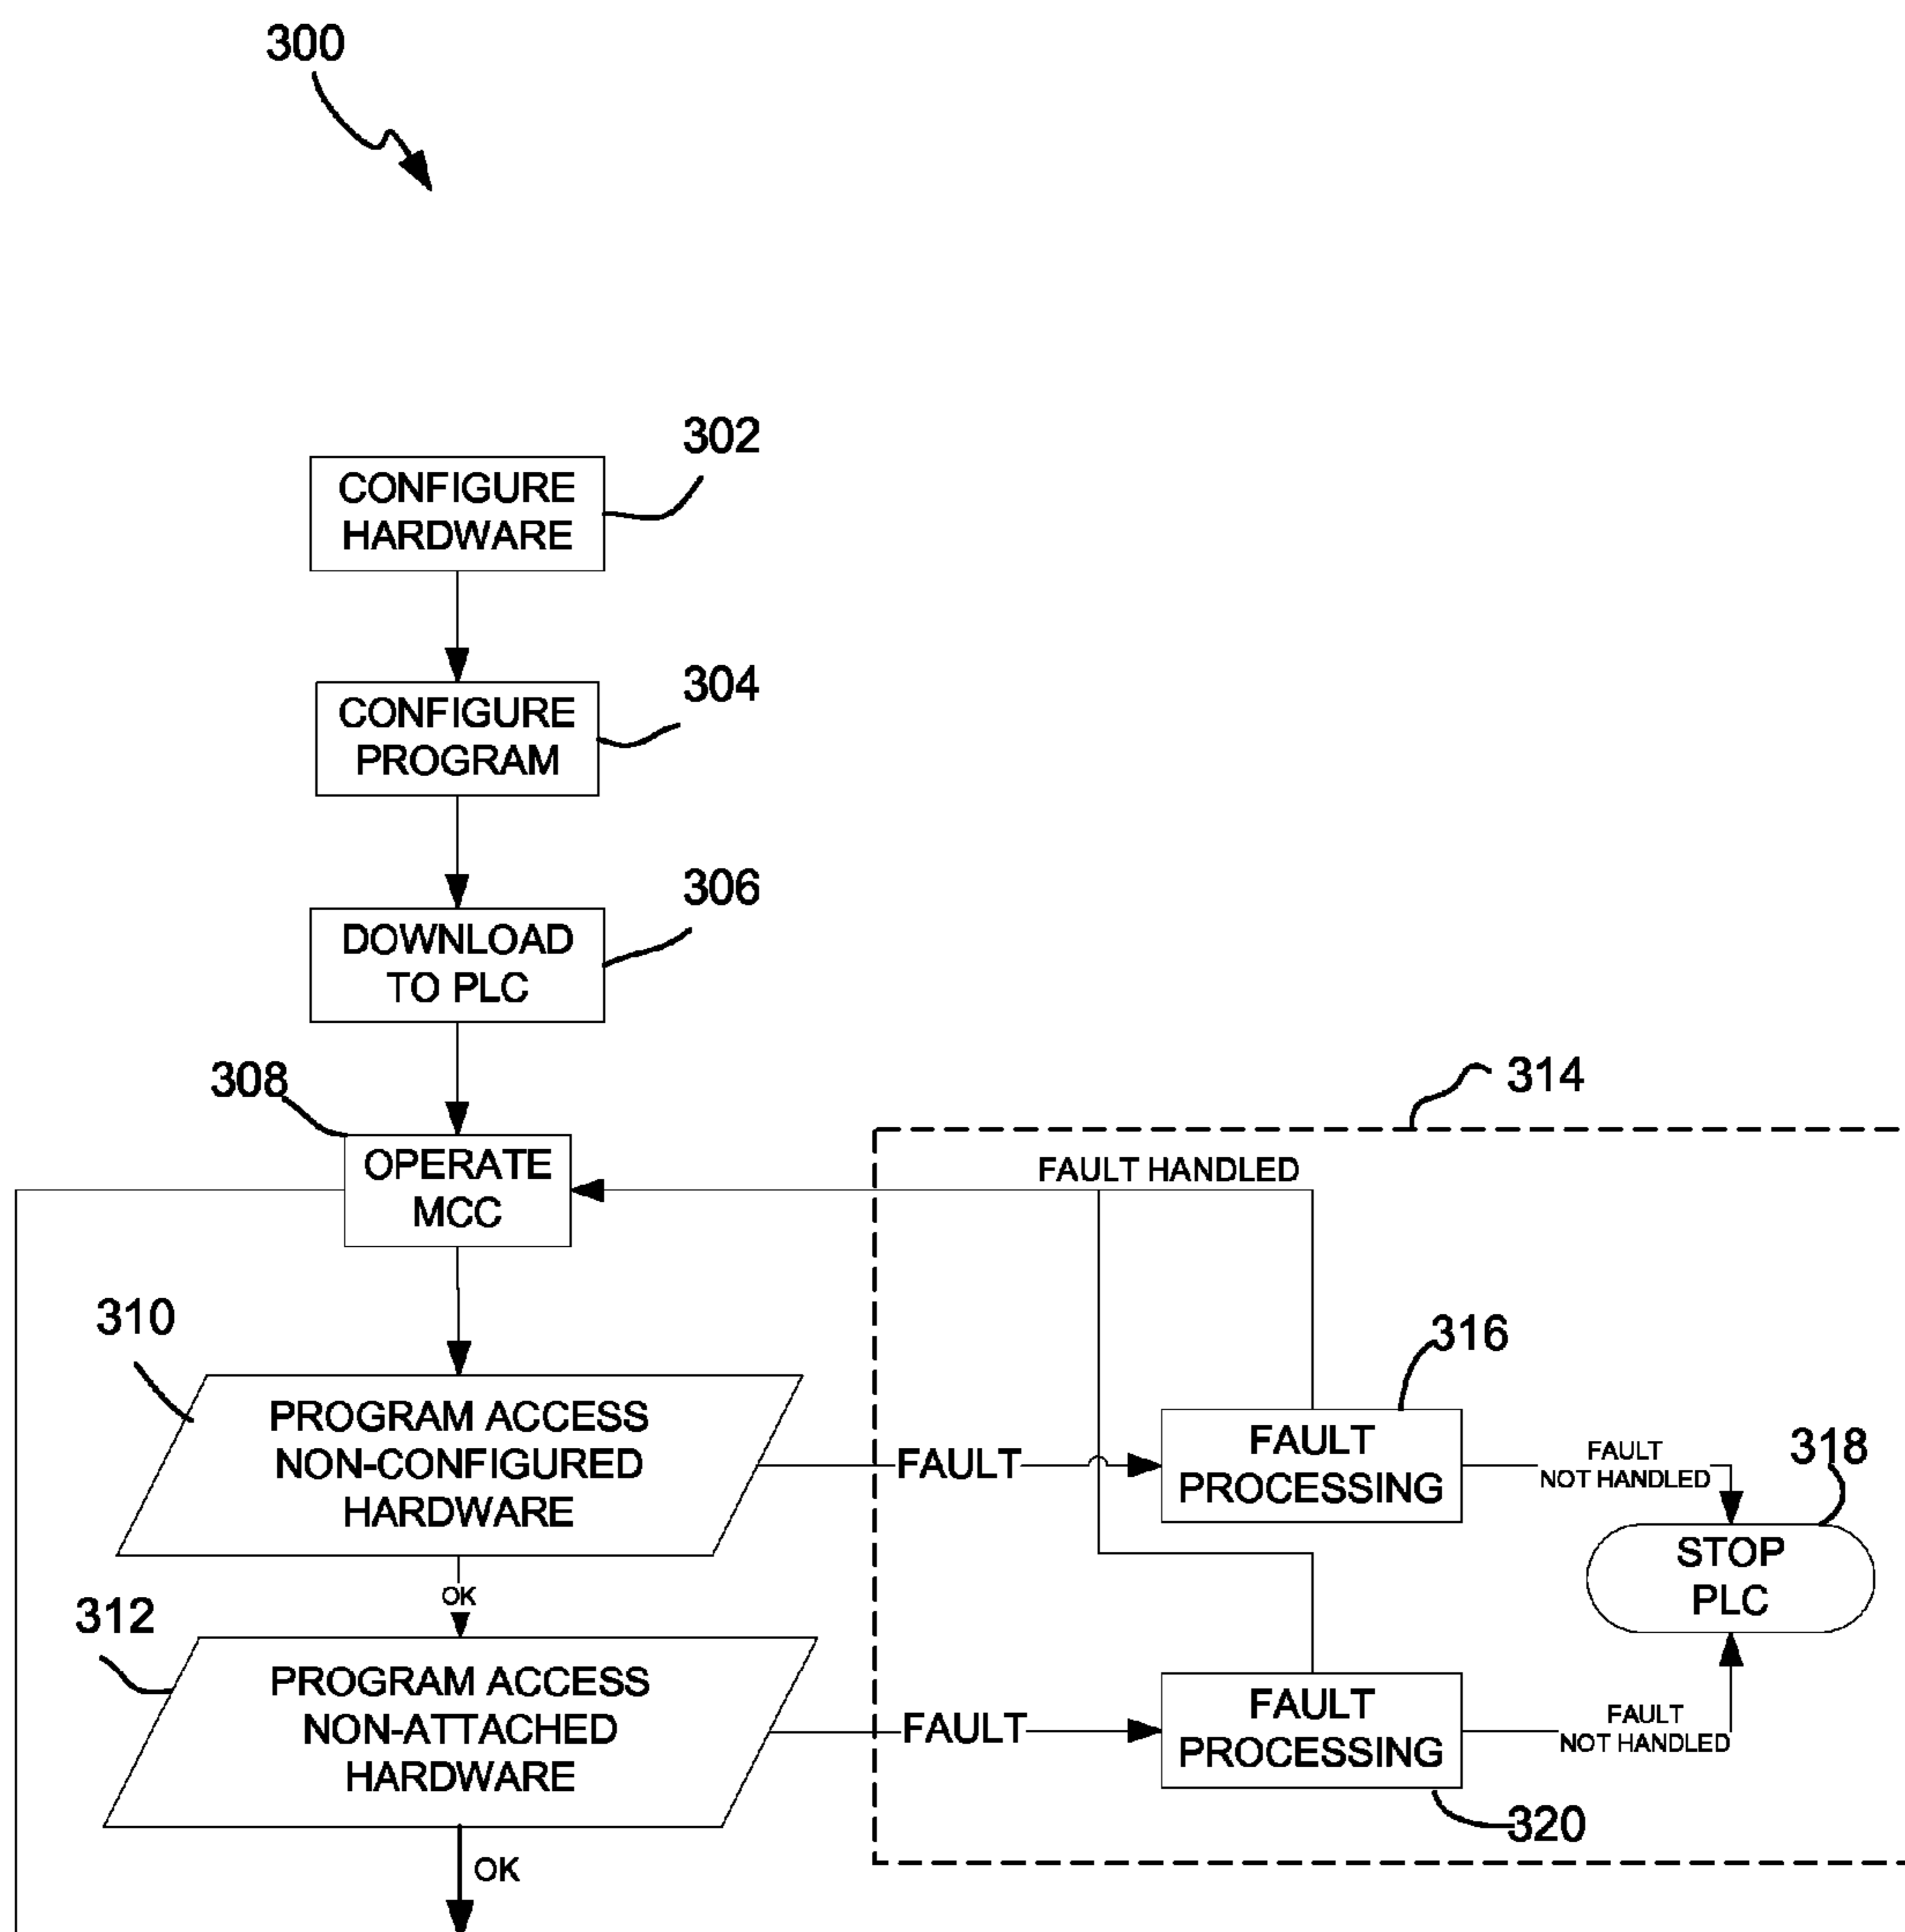 300
302
CONFIGURE
HARDWARE
304
CONFIGURE
PROGRAM
306
DOWNLOAD
TO PLC
308
OPERATE
MCC
314
FAULT HANDLED
310
PROGRAM ACCESS
NON-CONFIGURED
HARDWARE
FAULT
316
FAULT
PROCESSING
FAULT
NOT HANDLED
318
STOP
PLC
OK
312
PROGRAM ACCESS
NON-ATTACHED
HARDWARE
FAULT
FAULT
PROCESSING
FAULT
NOT HANDLED
320
OK